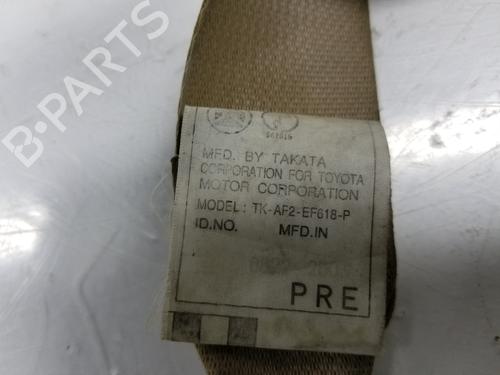 MFD. BY TAKATA
CORPORATION FOR TOYOTA
MOTOR CORPORATION
MODEL : TK-AF2-EF618-P
ID.NO. MFD.IN
PRE
B-PARTS